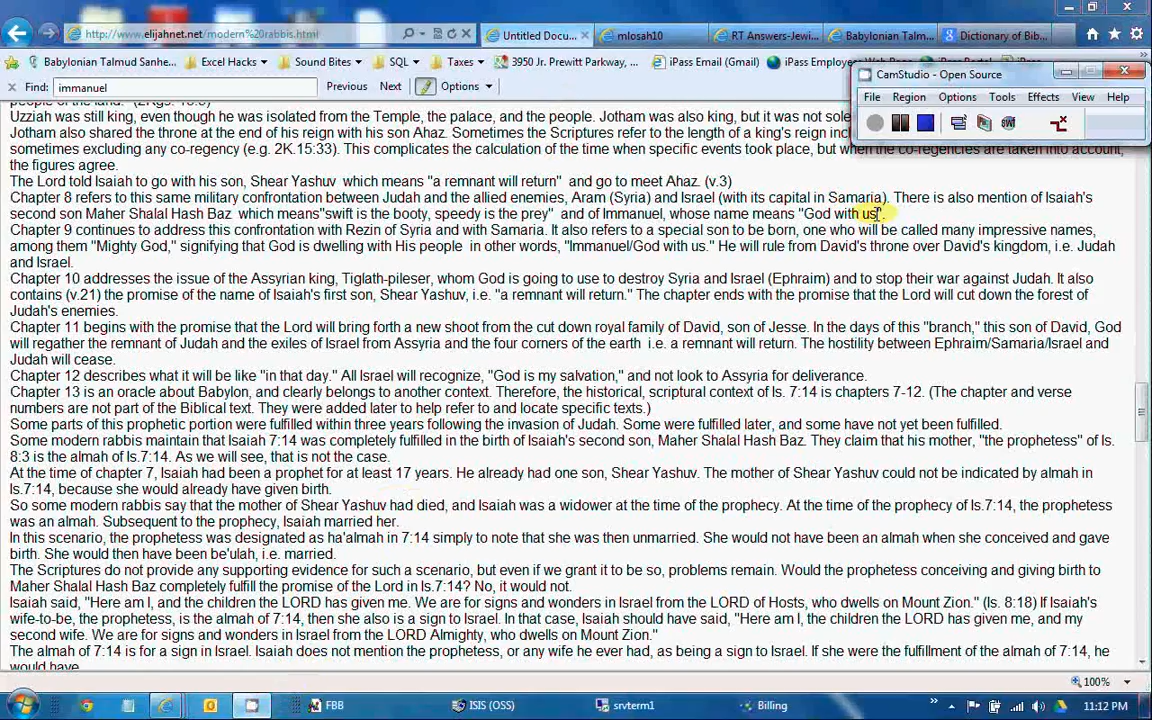 http://www.elijahnet.net/modern%20rabbis.html
Untitled Docu...
mlosah10
RT Answers-Jewi...
Babylonian Talm...
Dictionary of Bib...
Babylonian Talmud Sanhe...
Excel Hacks
Sound Bites
SQL
Taxes
3950 Jr. Prewitt Parkway,...
iPass Email (Gmail)
iPass Employee
CamStudio - Open Source
Find: immanuel
Previous
Next
Options
File Region Options Tools Effects View Help
people of the land."
Uzziah was still king, even though he was isolated from the Temple, the palace, and the people. Jotham was also king, but it was not sole
Jotham also shared the throne at the end of his reign with his son Ahaz. Sometimes the Scriptures refer to the length of a king's reign inclu
sometimes excluding any co-regency (e.g. 2K.15:33). This complicates the calculation of the time when specific events took place, but when the co-regencies are taken into account,
the figures agree.
The Lord told Isaiah to go with his son, Shear Yashuv which means "a remnant will return" and go to meet Ahaz. (v.3)
Chapter 8 refers to this same military confrontation between Judah and the allied enemies, Aram (Syria) and Israel (with its capital in Samaria). There is also mention of Isaiah's
second son Maher Shalal Hash Baz which means"swift is the booty, speedy is the prey" and of Immanuel, whose name means "God with us".
Chapter 9 continues to address this confrontation with Rezin of Syria and with Samaria. It also refers to a special son to be born, one who will be called many impressive names,
among them "Mighty God," signifying that God is dwelling with His people in other words, "Immanuel/God with us." He will rule from David's throne over David's kingdom, i.e. Judah
and Israel.
Chapter 10 addresses the issue of the Assyrian king, Tiglath-pileser, whom God is going to use to destroy Syria and Israel (Ephraim) and to stop their war against Judah. It also
contains (v.21) the promise of the name of Isaiah's first son, Shear Yashuv, i.e. "a remnant will return." The chapter ends with the promise that the Lord will cut down the forest of
Judah's enemies.
Chapter 11 begins with the promise that the Lord will bring forth a new shoot from the cut down royal family of David, son of Jesse. In the days of this "branch," this son of David, God
will regather the remnant of Judah and the exiles of Israel from Assyria and the four corners of the earth i.e. a remnant will return. The hostility between Ephraim/Samaria/Israel and
Judah will cease.
Chapter 12 describes what it will be like "in that day." All Israel will recognize, "God is my salvation," and not look to Assyria for deliverance.
Chapter 13 is an oracle about Babylon, and clearly belongs to another context. Therefore, the historical, scriptural context of Is. 7:14 is chapters 7-12. (The chapter and verse
numbers are not part of the Biblical text. They were added later to help refer to and locate specific texts.)
Some parts of this prophetic portion were fulfilled within three years following the invasion of Judah. Some were fulfilled later, and some have not yet been fulfilled.
Some modern rabbis maintain that Isaiah 7:14 was completely fulfilled in the birth of Isaiah's second son, Maher Shalal Hash Baz. They claim that his mother, "the prophetess" of Is.
8:3 is the almah of Is.7:14. As we will see, that is not the case.
At the time of chapter 7, Isaiah had been a prophet for at least 17 years. He already had one son, Shear Yashuv. The mother of Shear Yashuv could not be indicated by almah in
Is.7:14, because she would already have given birth.
So some modern rabbis say that the mother of Shear Yashuv had died, and Isaiah was a widower at the time of the prophecy. At the time of the prophecy of Is.7:14, the prophetess
was an almah. Subsequent to the prophecy, Isaiah married her.
In this scenario, the prophetess was designated as ha'almah in 7:14 simply to note that she was then unmarried. She would not have been an almah when she conceived and gave
birth. She would then have been be'ulah, i.e. married.
The Scriptures do not provide any supporting evidence for such a scenario, but even if we grant it to be so, problems remain. Would the prophetess conceiving and giving birth to
Maher Shalal Hash Baz completely fulfill the promise of the Lord in Is.7:14? No, it would not.
Isaiah said, "Here am I, and the children the LORD has given me. We are for signs and wonders in Israel from the LORD of Hosts, who dwells on Mount Zion." (Is. 8:18) If Isaiah's
wife-to-be, the prophetess, is the almah of 7:14, then she also is a sign to Israel. In that case, Isaiah should have said, "Here am I, the children the LORD has given me, and my
second wife. We are for signs and wonders in Israel from the LORD Almighty, who dwells on Mount Zion."
The almah of 7:14 is for a sign in Israel. Isaiah does not mention the prophetess, or any wife he ever had, as being a sign to Israel. If she were the fulfillment of the almah of 7:14, he
would have
100%
FBB
ISIS (OSS)
srvterm1
Billing
11:12 PM